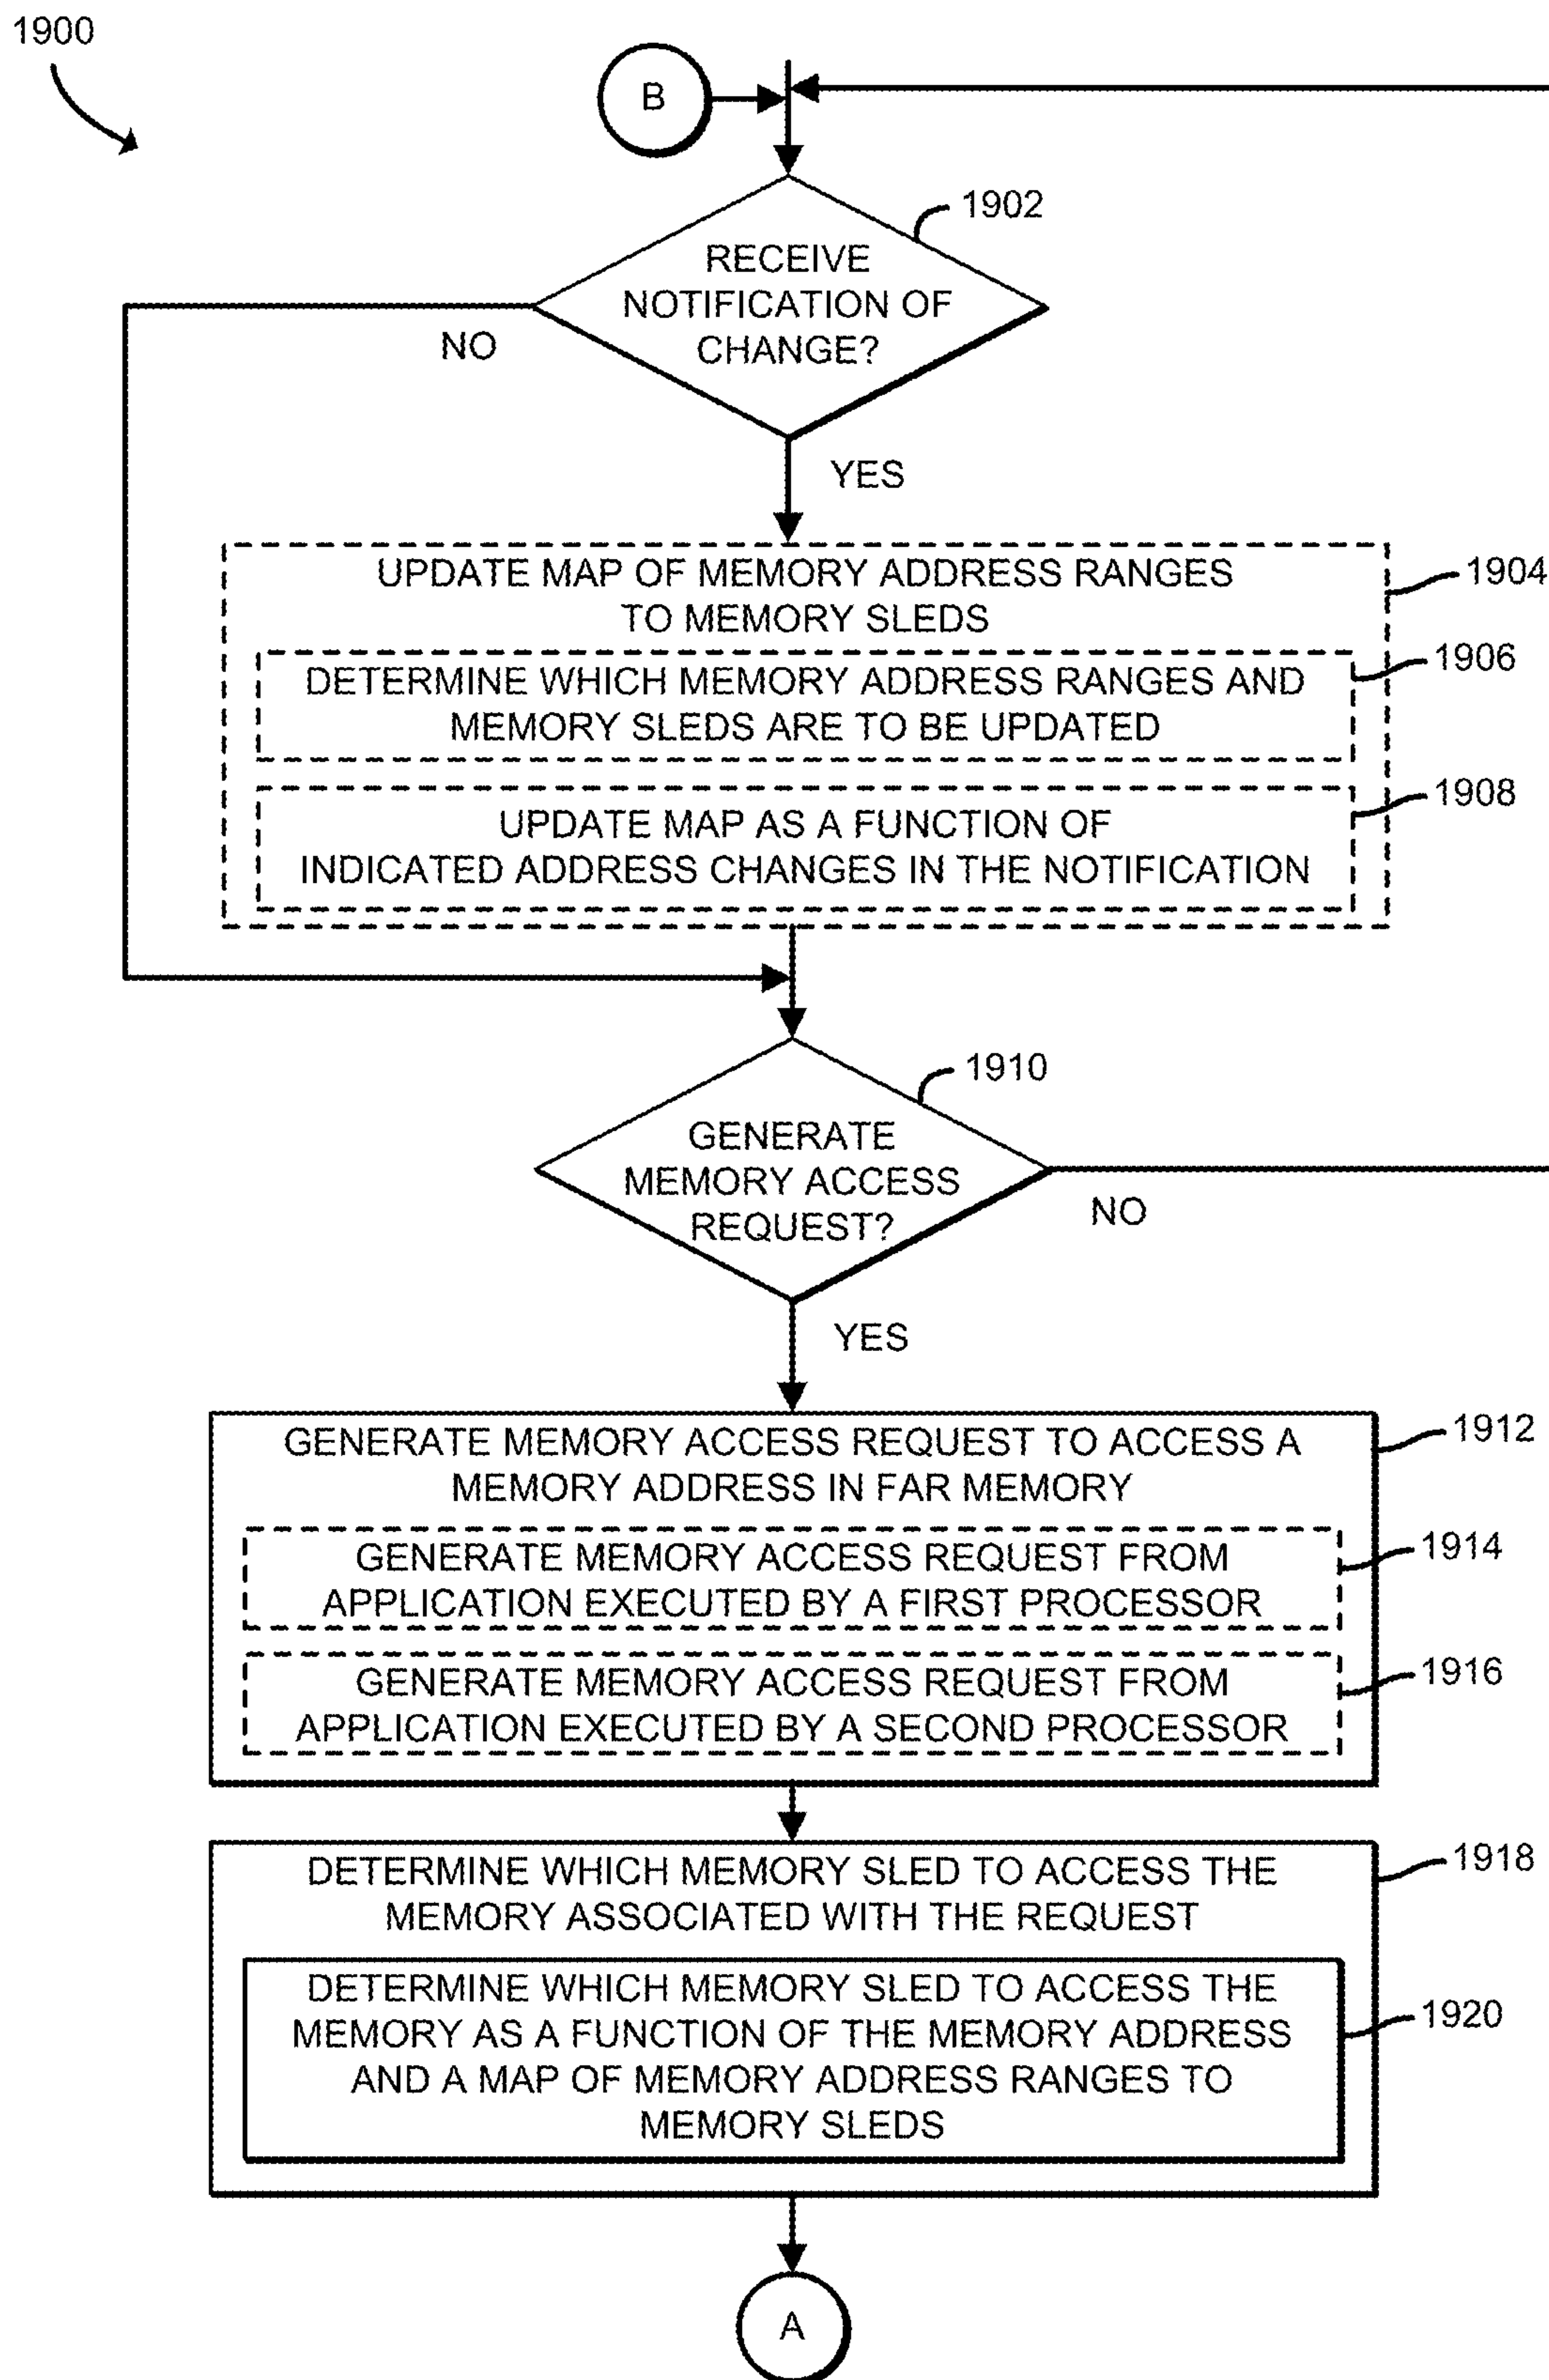 1900
B
1902
RECEIVE
NOTIFICATION OF
CHANGE?
NO
YES
UPDATE MAP OF MEMORY ADDRESS RANGES
TO MEMORY SLEDS
1904
DETERMINE WHICH MEMORY ADDRESS RANGES AND
MEMORY SLEDS ARE TO BE UPDATED
1906
UPDATE MAP AS A FUNCTION OF
INDICATED ADDRESS CHANGES IN THE NOTIFICATION
1908
1910
GENERATE
MEMORY ACCESS
REQUEST?
NO
YES
GENERATE MEMORY ACCESS REQUEST TO ACCESS A
MEMORY ADDRESS IN FAR MEMORY
1912
GENERATE MEMORY ACCESS REQUEST FROM
APPLICATION EXECUTED BY A FIRST PROCESSOR
1914
GENERATE MEMORY ACCESS REQUEST FROM
APPLICATION EXECUTED BY A SECOND PROCESSOR
1916
DETERMINE WHICH MEMORY SLED TO ACCESS THE
MEMORY ASSOCIATED WITH THE REQUEST
1918
DETERMINE WHICH MEMORY SLED TO ACCESS THE
MEMORY AS A FUNCTION OF THE MEMORY ADDRESS
AND A MAP OF MEMORY ADDRESS RANGES TO
MEMORY SLEDS
1920
A